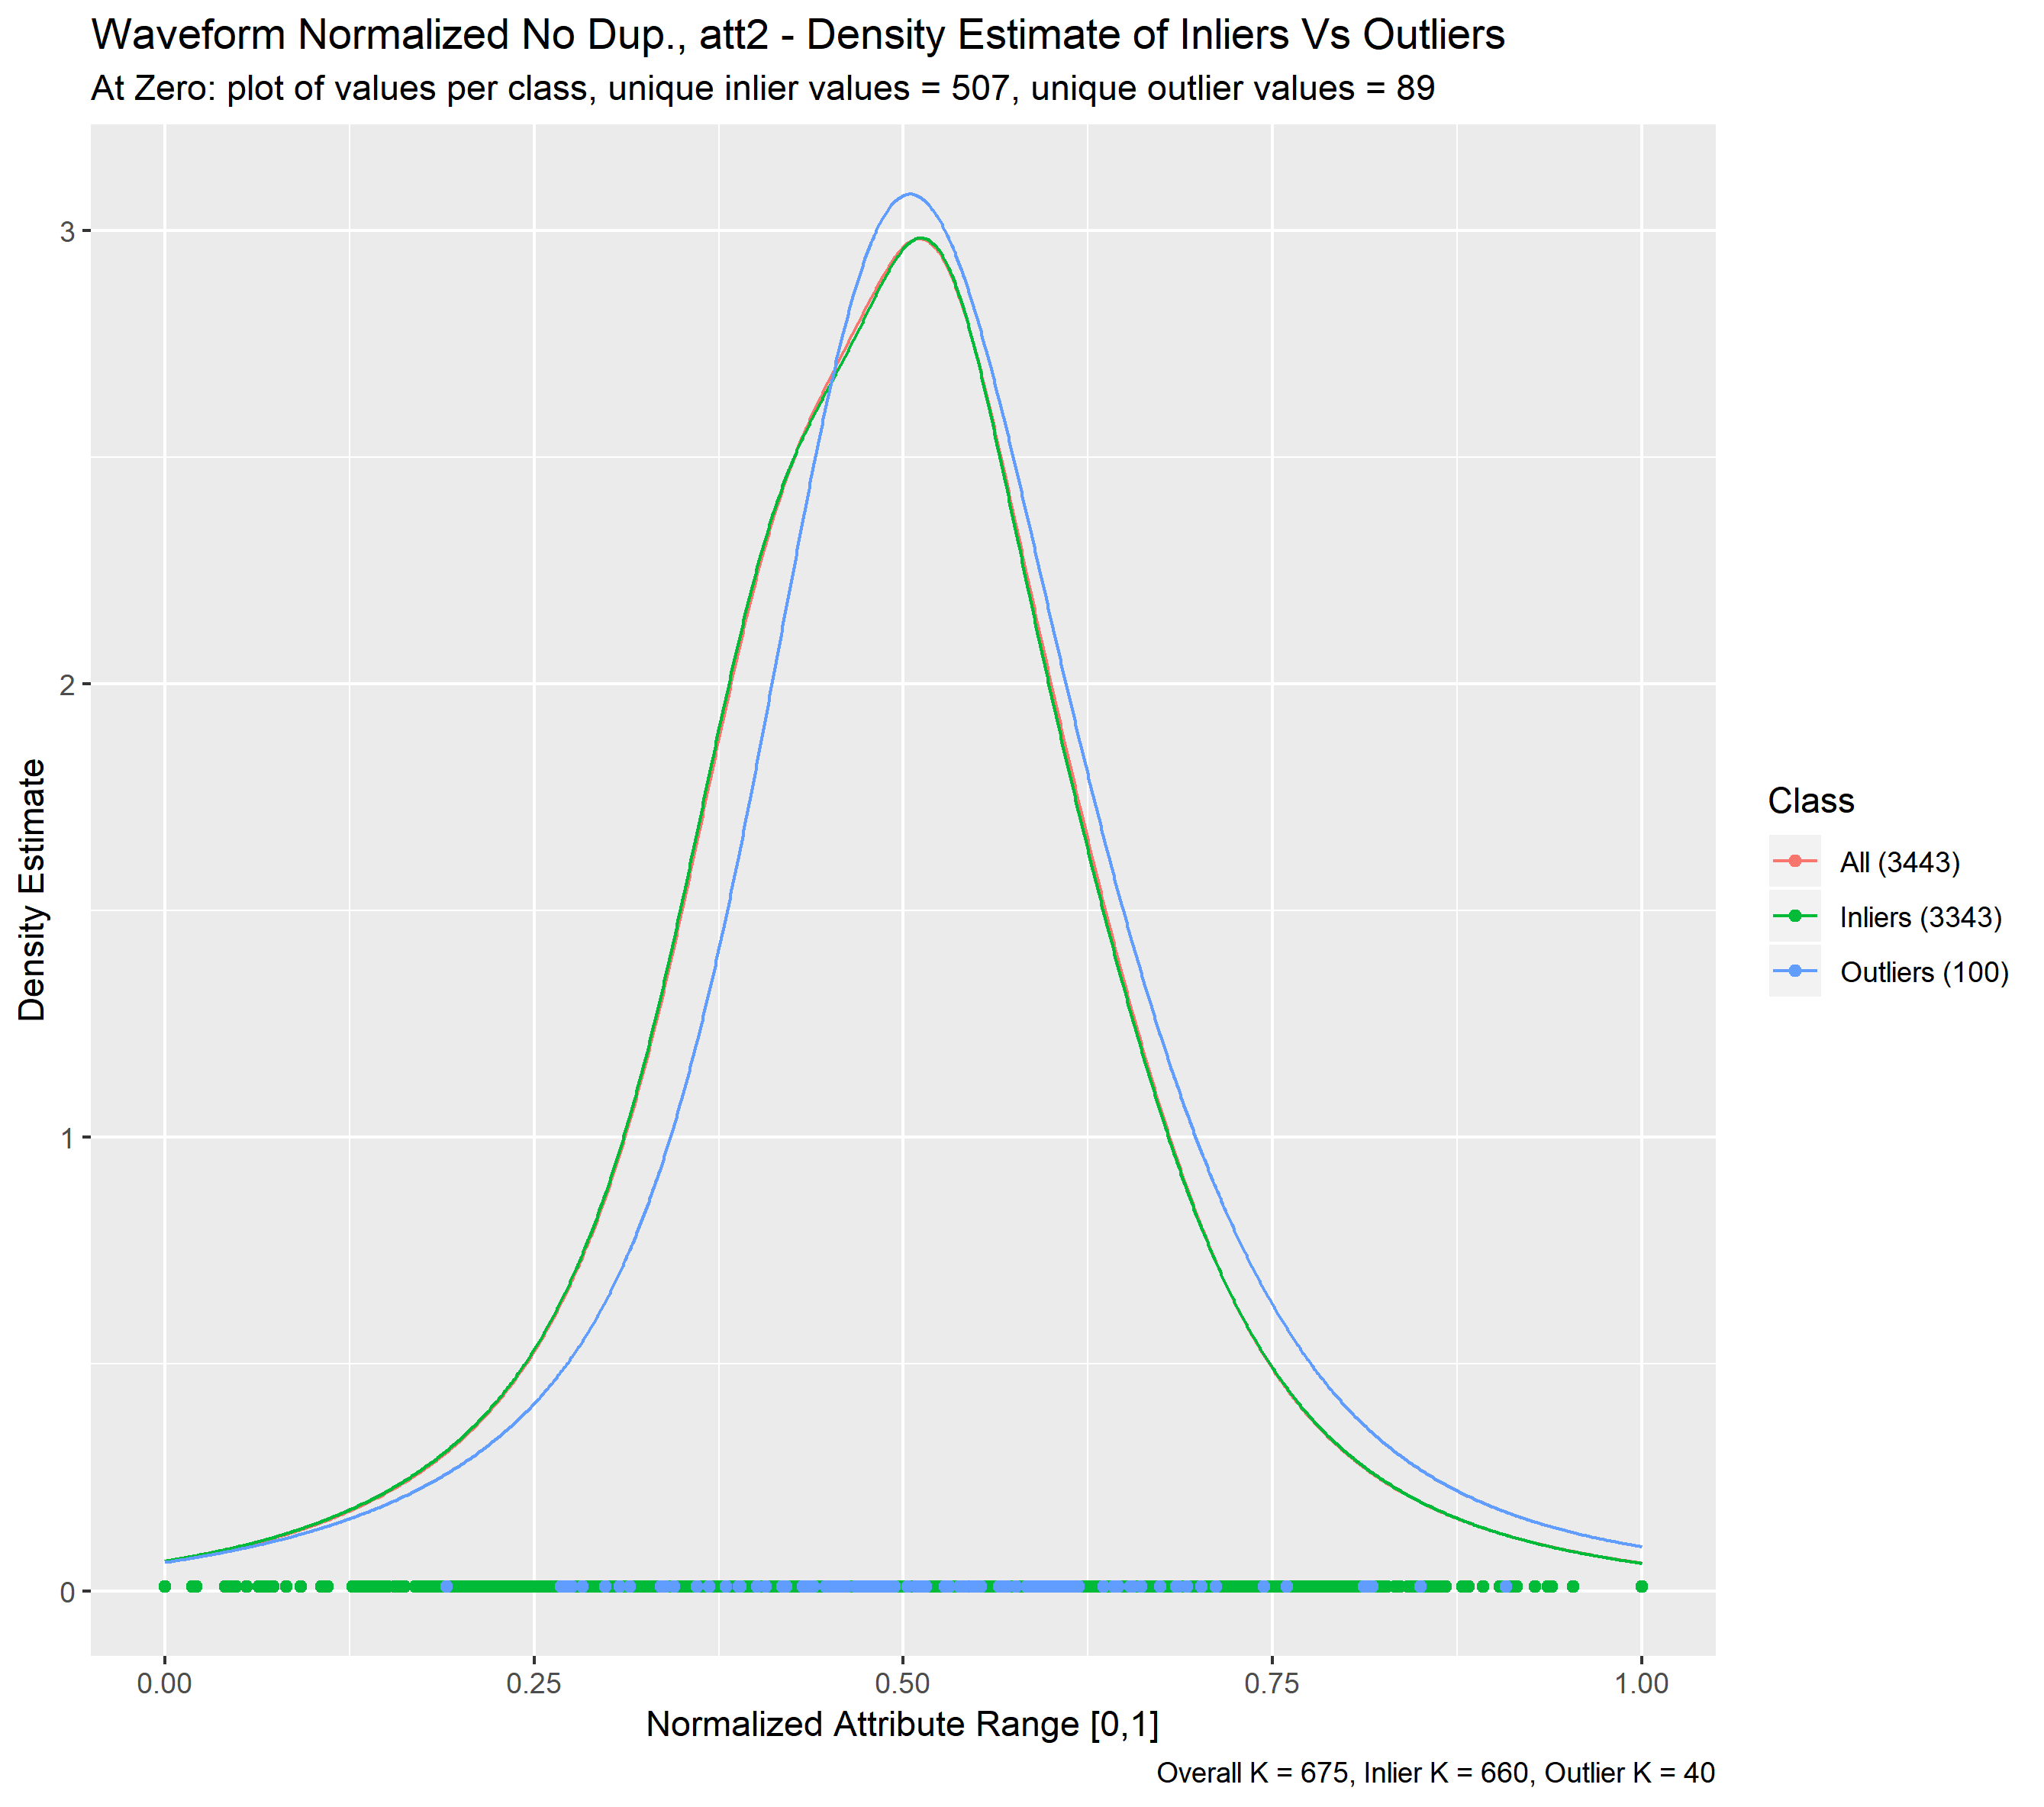 Waveform Normalized No Dup., att2 - Density Estimate of Inliers Vs Outliers
At Zero: plot of values per class, unique inlier values = 507, unique outlier values = 89
3
2
1
0
Density Estimate
0.00 0.25 0.50 0.75 1.00
Normalized Attribute Range [0,1]
Overall K = 675, Inlier K = 660, Outlier K = 40
Class
All (3443)
Inliers (3343)
Outliers (100)